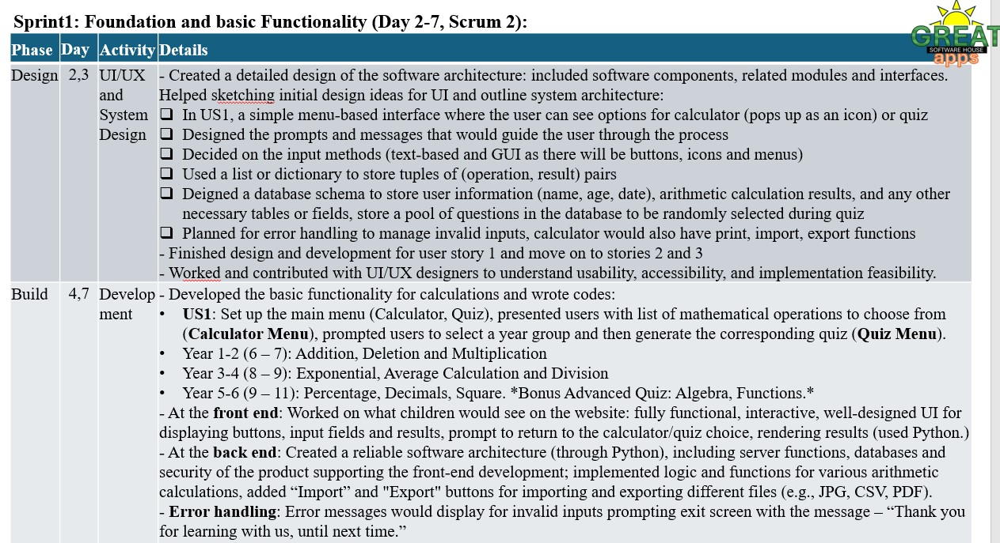 Sprint1: Foundation and basic Functionality (Day 2-7, Scrum 2):
GREAT
SOFTWARE HOUSE
apps
Phase Day Activity Details
Design 2,3 UI/UX - Created a detailed design of the software architecture: included software components, related modules and interfaces.
and Helped sketching initial design ideas for UI and outline system architecture:
System ❑ In US1, a simple menu-based interface where the user can see options for calculator (pops up as an icon) or quiz
Design ❑ Designed the prompts and messages that would guide the user through the process
❑ Decided on the input methods (text-based and GUI as there will be buttons, icons and menus)
❑ Used a list or dictionary to store tuples of (operation, result) pairs
❑ Deigned a database schema to store user information (name, age, date), arithmetic calculation results, and any other
necessary tables or fields, store a pool of questions in the database to be randomly selected during quiz
❑ Planned for error handling to manage invalid inputs, calculator would also have print, import, export functions
- Finished design and development for user story 1 and move on to stories 2 and 3
- Worked and contributed with UI/UX designers to understand usability, accessibility, and implementation feasibility.
Build 4,7 Develop - Developed the basic functionality for calculations and wrote codes:
ment • US1: Set up the main menu (Calculator, Quiz), presented users with list of mathematical operations to choose from
(Calculator Menu), prompted users to select a year group and then generate the corresponding quiz (Quiz Menu).
• Year 1-2 (6 – 7): Addition, Deletion and Multiplication
• Year 3-4 (8 – 9): Exponential, Average Calculation and Division
• Year 5-6 (9 – 11): Percentage, Decimals, Square. *Bonus Advanced Quiz: Algebra, Functions.*
- At the front end: Worked on what children would see on the website: fully functional, interactive, well-designed UI for
displaying buttons, input fields and results, prompt to return to the calculator/quiz choice, rendering results (used Python.)
- At the back end: Created a reliable software architecture (through Python), including server functions, databases and
security of the product supporting the front-end development; implemented logic and functions for various arithmetic
calculations, added “Import” and "Export" buttons for importing and exporting different files (e.g., JPG, CSV, PDF).
- Error handling: Error messages would display for invalid inputs prompting exit screen with the message – “Thank you
for learning with us, until next time.”